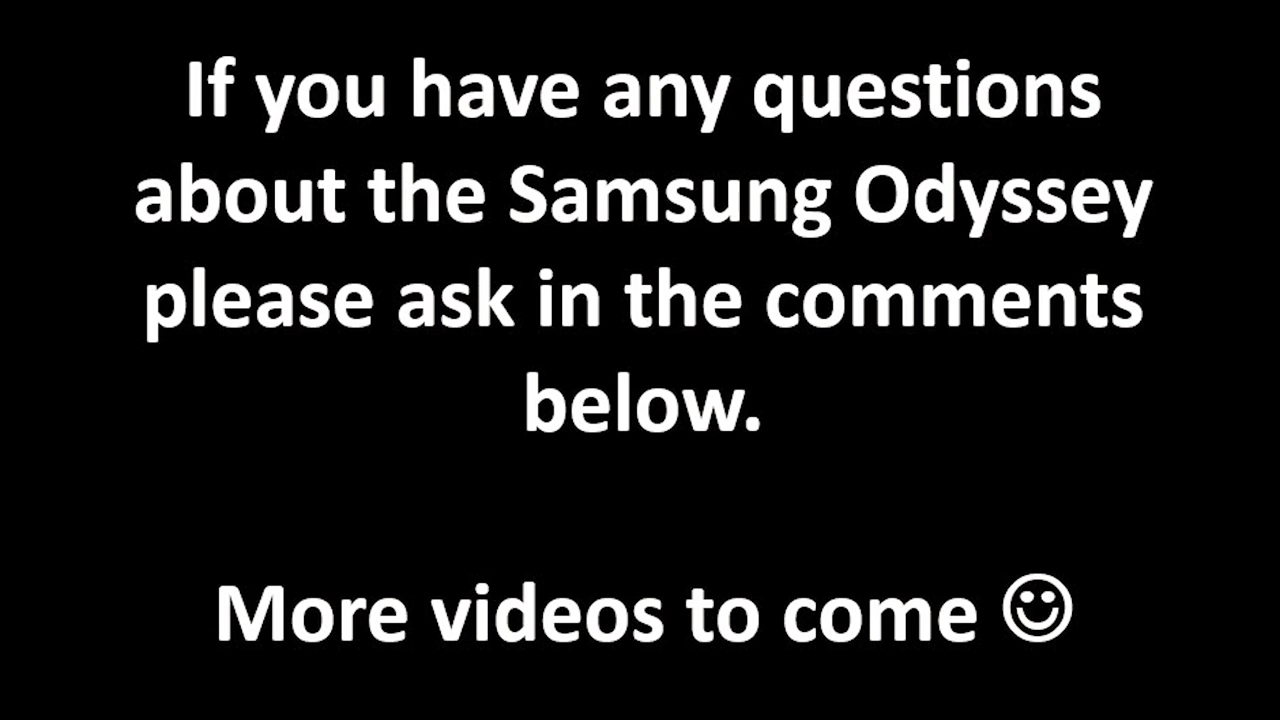 If you have any questions
about the Samsung Odyssey
please ask in the comments
below.
More videos to come ☺